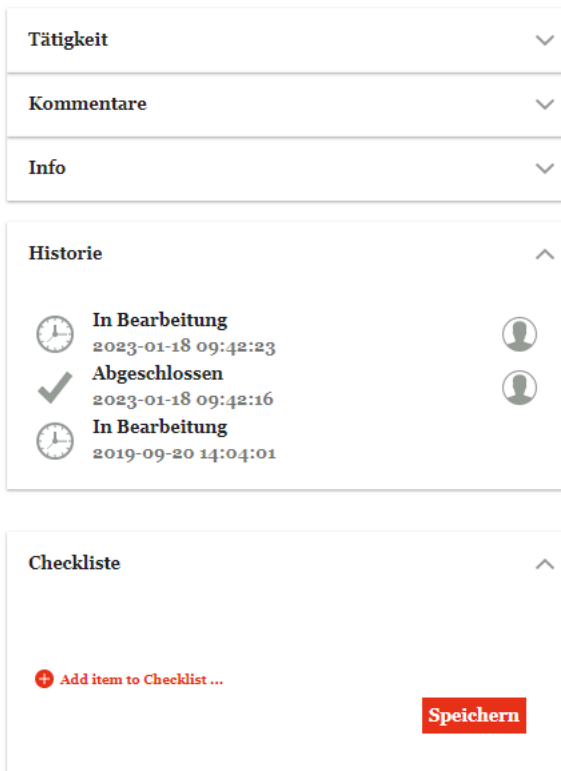 Tätigkeit
Kommentare
Info
Historie
In Bearbeitung
2023-01-18 09:42:23
Abgeschlossen
2023-01-18 09:42:16
In Bearbeitung
2019-09-20 14:04:01
Checkliste
Add item to Checklist ...
Speichern